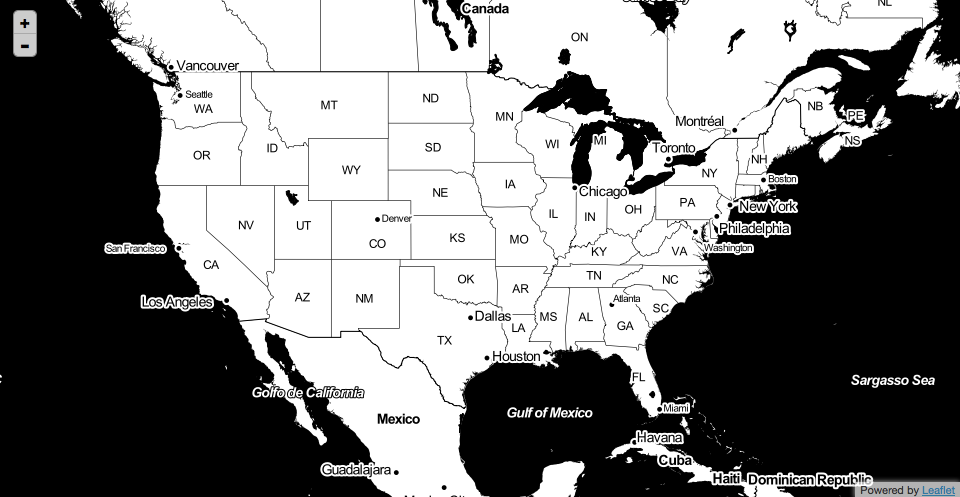 +
−
Canada
NL
ON
Vancouver
Seattle
WA
MT
ND
MN
Montréal
NB
PE
NS
OR
ID
WY
SD
WI
MI
Toronto
NH
NY
Boston
IA
NE
Chicago
PA
New York
NV
UT
Denver
CO
KS
MO
IL
IN
OH
Philadelphia
Washington
San Francisco
CA
KY
VA
Los Angeles
AZ
NM
OK
AR
TN
NC
Atlanta
SC
Dallas
LA
MS
AL
GA
TX
Houston
FL
Sargasso Sea
Golfo de California
Mexico
Gulf of Mexico
Miami
Havana
Cuba
Guadalajara
Haiti
Dominican Republic
Powered by Leaflet